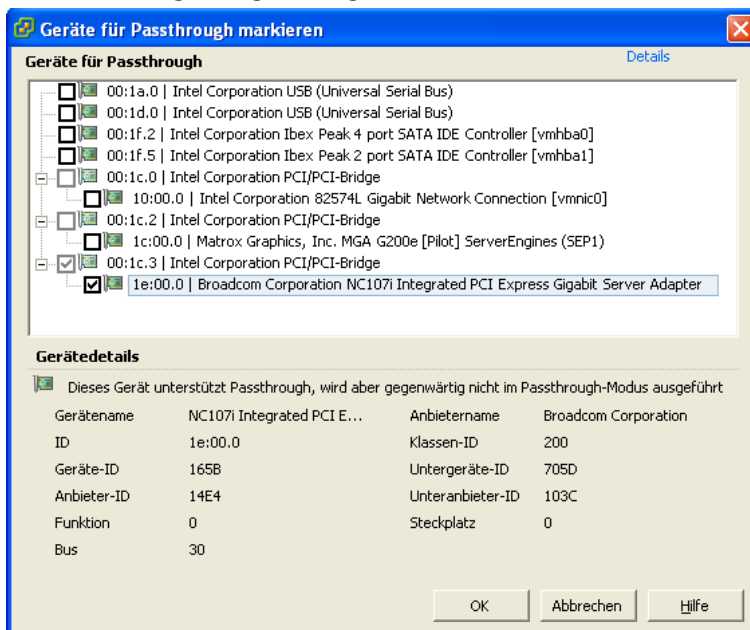 Geräte für Passthrough markieren
Geräte für Passthrough
Details
00:1a.0 | Intel Corporation USB (Universal Serial Bus)
00:1d.0 | Intel Corporation USB (Universal Serial Bus)
00:1f.2 | Intel Corporation Ibex Peak 4 port SATA IDE Controller [vmhba0]
00:1f.5 | Intel Corporation Ibex Peak 2 port SATA IDE Controller [vmhba1]
00:1c.0 | Intel Corporation PCI/PCI-Bridge
10:00.0 | Intel Corporation 82574L Gigabit Network Connection [vmnic0]
00:1c.2 | Intel Corporation PCI/PCI-Bridge
1c:00.0 | Matrox Graphics, Inc. MGA G200e [Pilot] ServerEngines (SEP1)
00:1c.3 | Intel Corporation PCI/PCI-Bridge
1e:00.0 | Broadcom Corporation NC107i Integrated PCI Express Gigabit Server Adapter
Gerätedetails
Dieses Gerät unterstützt Passthrough, wird aber gegenwärtig nicht im Passthrough-Modus ausgeführt
Gerätename NC107i Integrated PCI E... Anbietername Broadcom Corporation
ID 1e:00.0 Klassen-ID 200
Geräte-ID 165B Untergeräte-ID 705D
Anbieter-ID 14E4 Unteranbieter-ID 103C
Funktion 0 Steckplatz 0
Bus 30
OK Abbrechen Hilfe